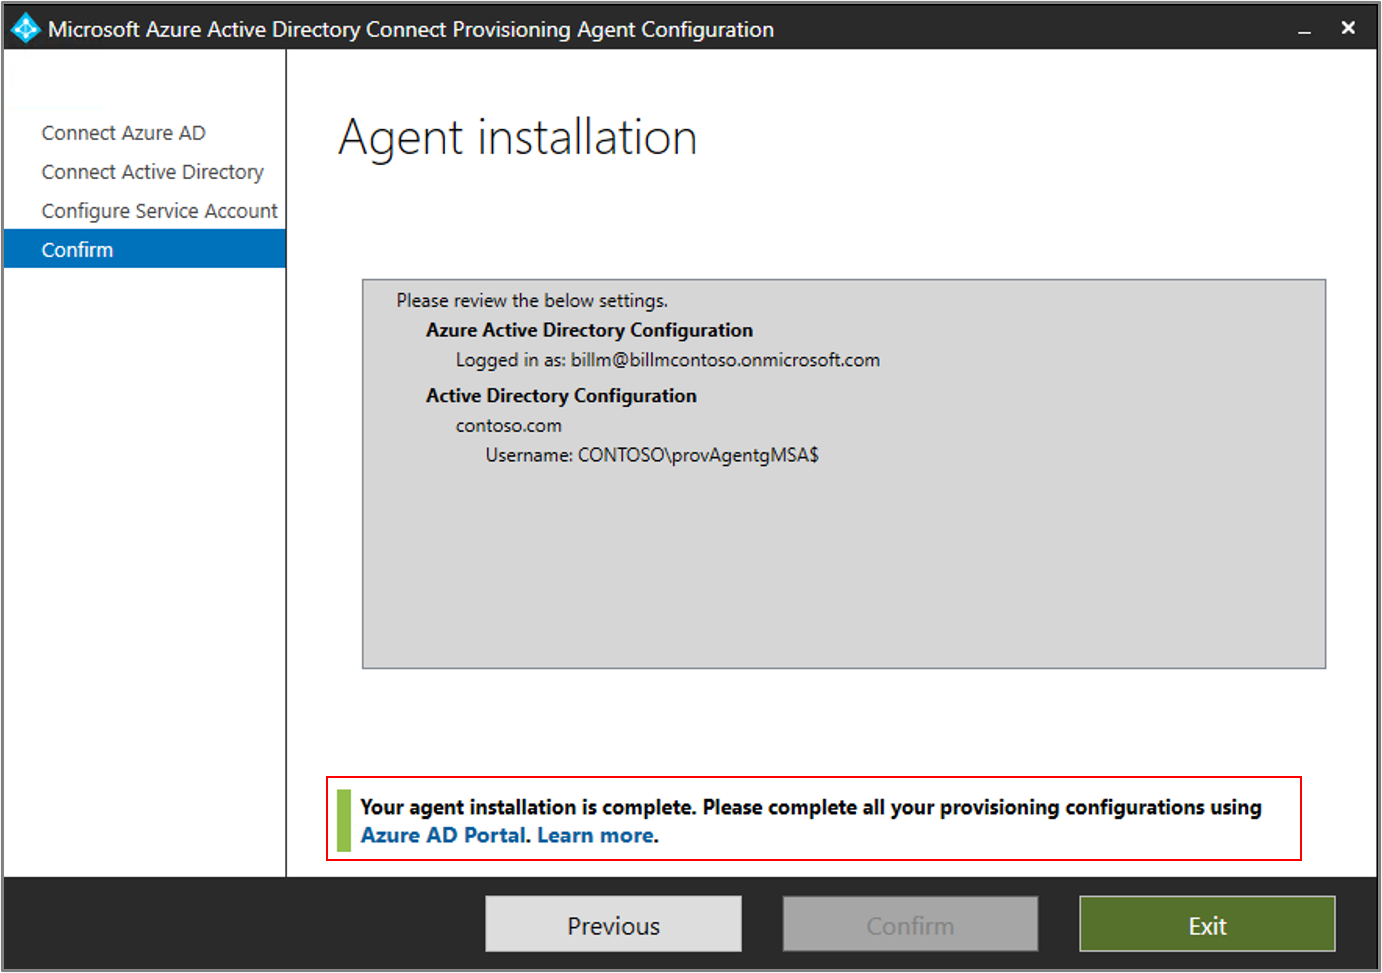 Microsoft Azure Active Directory Connect Provisioning Agent Configuration
Connect Azure AD
Connect Active Directory
Configure Service Account
Confirm
Agent installation
Please review the below settings.
Azure Active Directory Configuration
Logged in as: billm@billmcontoso.onmicrosoft.com
Active Directory Configuration
contoso.com
Username: CONTOSO\provAgentgMSA$
Your agent installation is complete. Please complete all your provisioning configurations using
Azure AD Portal. Learn more.
Previous
Confirm
Exit